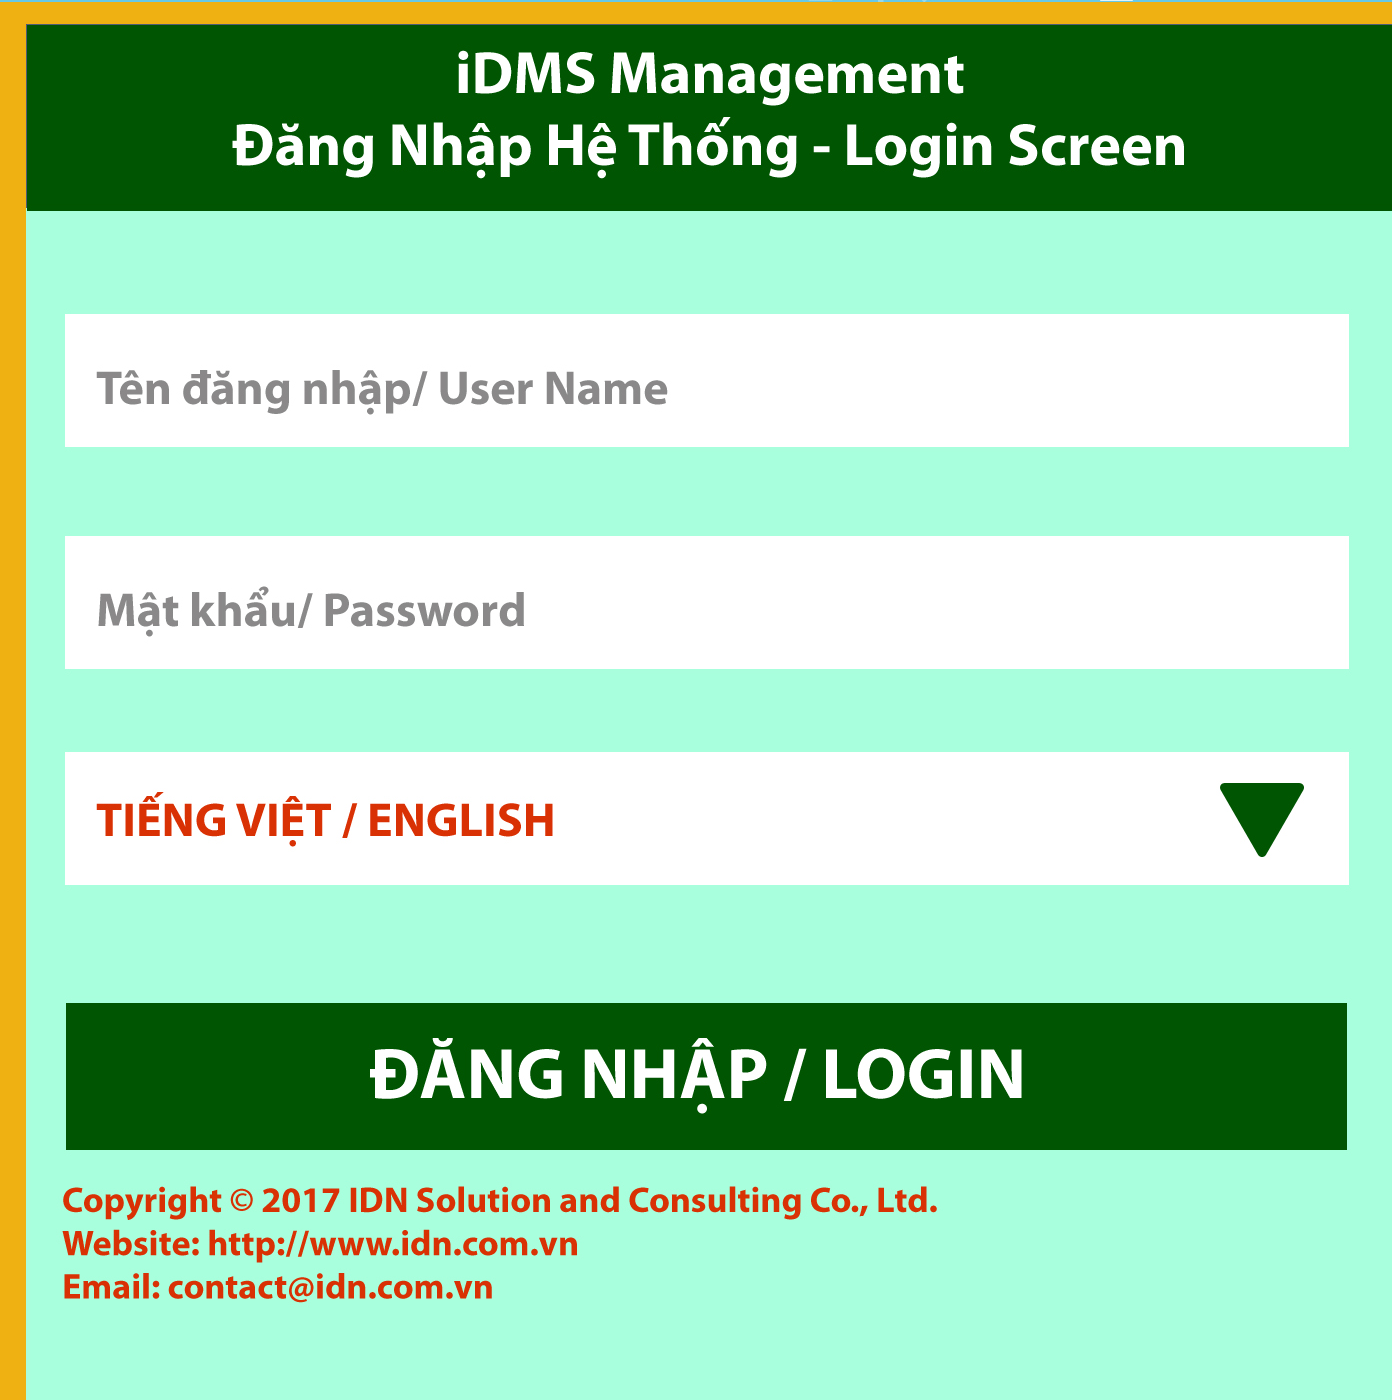 iDMS Management
Đăng Nhập Hệ Thống - Login Screen
Tên đăng nhập/ User Name
Mật khẩu/ Password
TIẾNG VIỆT / ENGLISH
ĐĂNG NHẬP / LOGIN
Copyright © 2017 IDN Solution and Consulting Co., Ltd.
Website: http://www.idn.com.vn
Email: contact@idn.com.vn